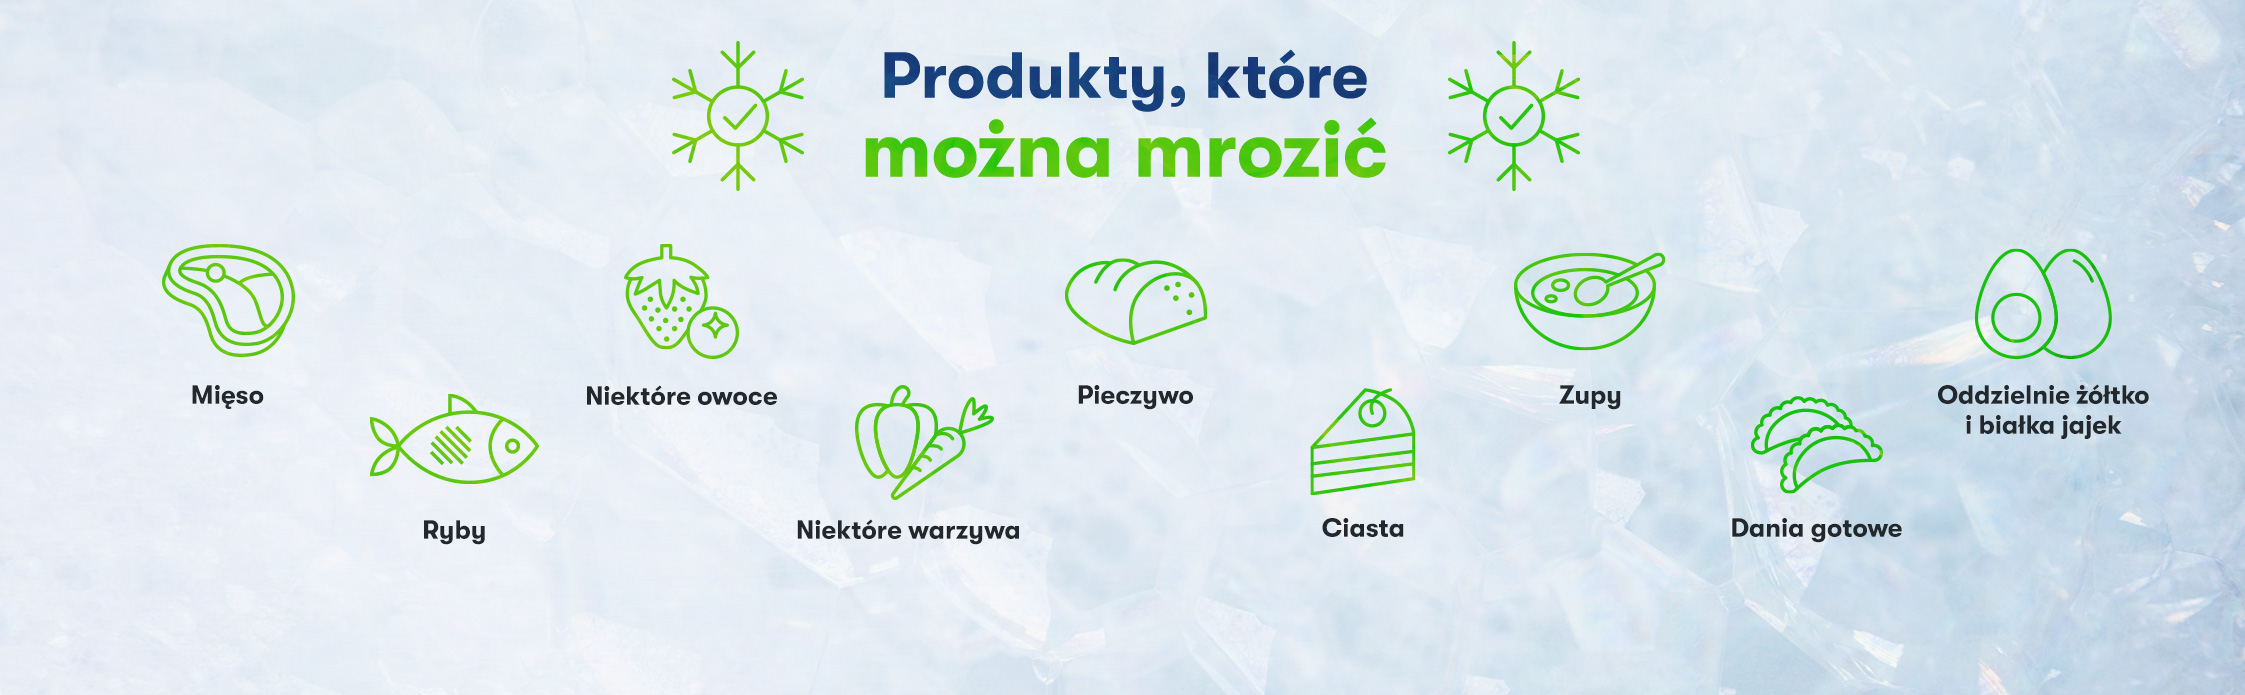 Produkty, które
można mrozić
Mięso
Ryby
Niektóre owoce
Niektóre warzywa
Pieczywo
Ciasta
Zupy
Dania gotowe
Oddzielnie żółtko
i białka jajek